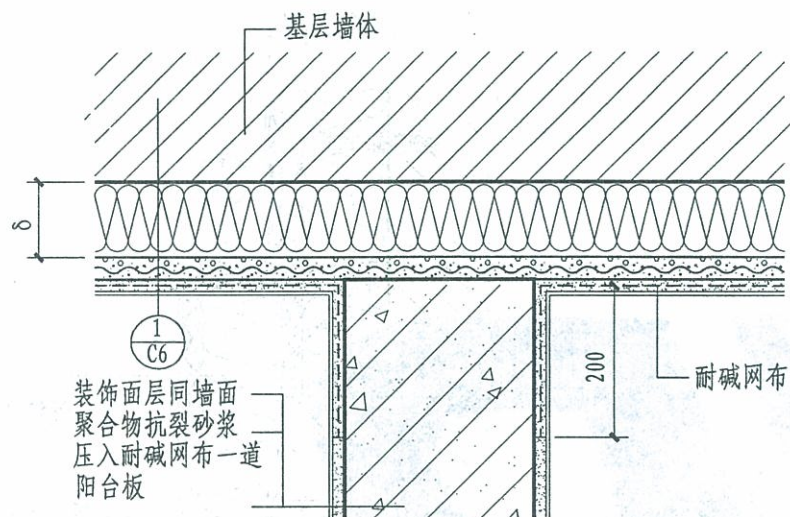 基层墙体
δ
1
C6
装饰面层同墙面
聚合物抗裂砂浆
压入耐碱网布一道
阳台板
200
耐碱网布